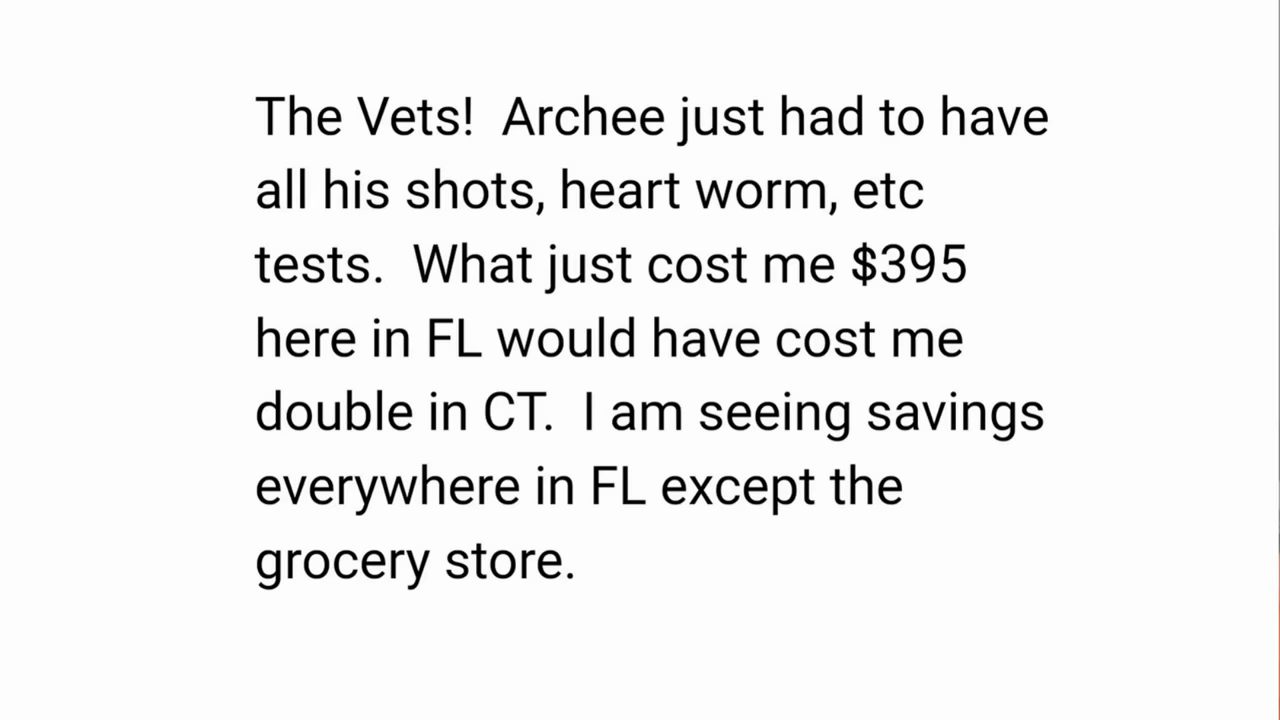 The Vets!  Archee just had to have
all his shots, heart worm, etc
tests.  What just cost me $395
here in FL would have cost me
double in CT.  I am seeing savings
everywhere in FL except the
grocery store.